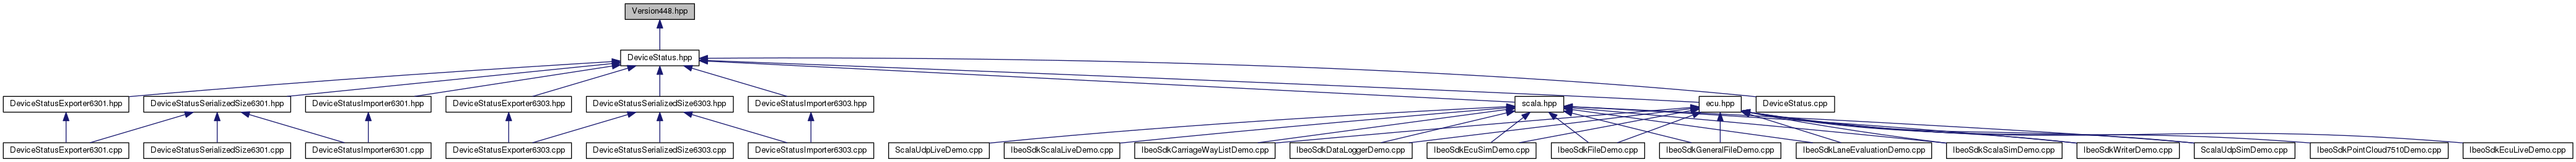 Version448.hpp
DeviceStatus.hpp
DeviceStatusExporter6301.hpp
DeviceStatusSerializedSize6301.hpp
DeviceStatusImporter6301.hpp
DeviceStatusExporter6303.hpp
DeviceStatusSerializedSize6303.hpp
DeviceStatusImporter6303.hpp
scala.hpp
ecu.hpp
DeviceStatus.cpp
DeviceStatusExporter6301.cpp
DeviceStatusSerializedSize6301.cpp
DeviceStatusImporter6301.cpp
DeviceStatusExporter6303.cpp
DeviceStatusSerializedSize6303.cpp
DeviceStatusImporter6303.cpp
ScalaUdpLiveDemo.cpp
IbeoSdkScalaLiveDemo.cpp
IbeoSdkCarriageWayListDemo.cpp
IbeoSdkDataLoggerDemo.cpp
IbeoSdkEcuSimDemo.cpp
IbeoSdkFileDemo.cpp
IbeoSdkGeneralFileDemo.cpp
IbeoSdkLaneEvaluationDemo.cpp
IbeoSdkScalaSimDemo.cpp
IbeoSdkWriterDemo.cpp
ScalaUdpSimDemo.cpp
IbeoSdkPointCloud7510Demo.cpp
IbeoSdkEcuLiveDemo.cpp